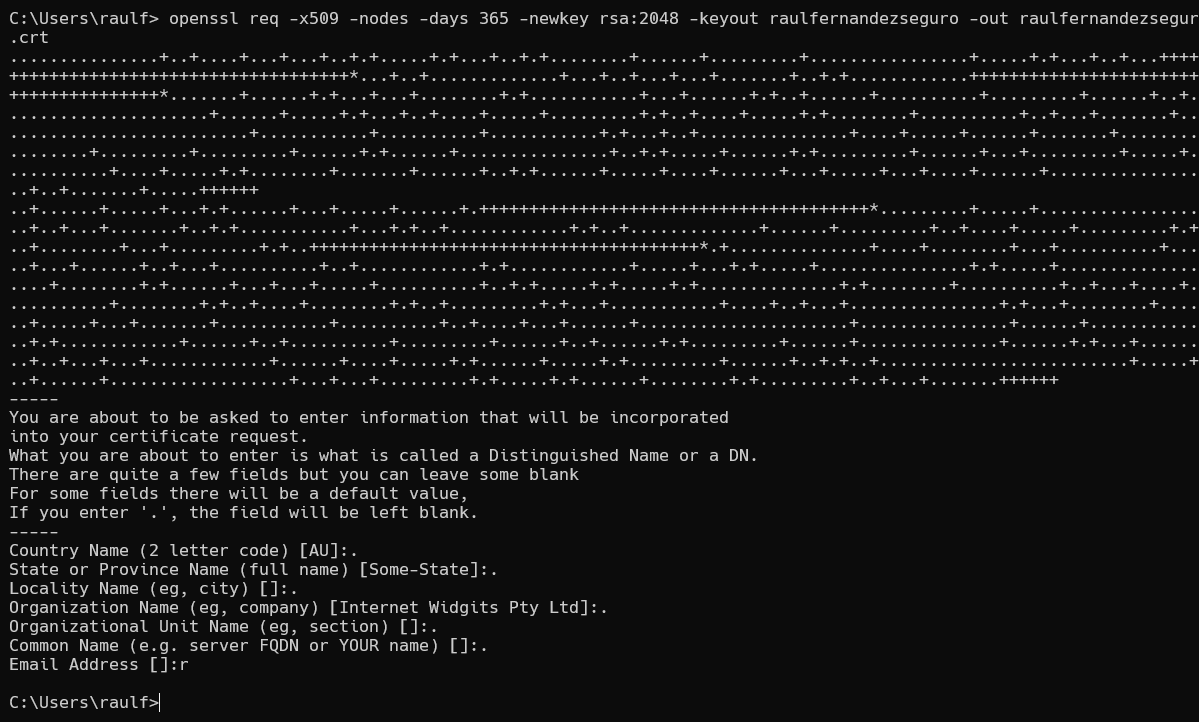 C:\Users\raulf> openssl req -x509 -nodes -days 365 -newkey rsa:2048 -keyout raulfernandezseguro -out raulfernandezsegur
.crt
-----
You are about to be asked to enter information that will be incorporated
into your certificate request.
What you are about to enter is what is called a Distinguished Name or a DN.
There are quite a few fields but you can leave some blank
For some fields there will be a default value,
If you enter '.', the field will be left blank.
-----
Country Name (2 letter code) [AU]:.
State or Province Name (full name) [Some-State]:.
Locality Name (eg, city) []:.
Organization Name (eg, company) [Internet Widgits Pty Ltd]:.
Organizational Unit Name (eg, section) []:.
Common Name (e.g. server FQDN or YOUR name) []:.
Email Address []:r
C:\Users\raulf>